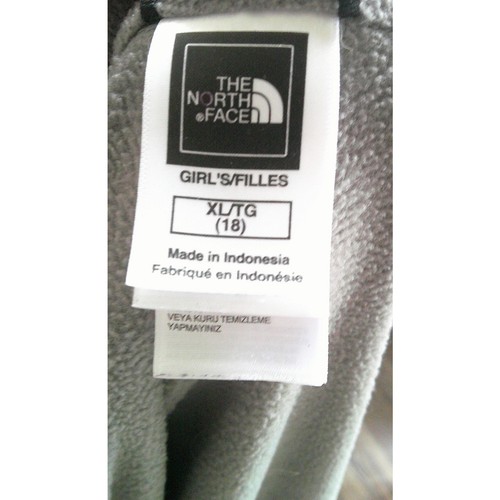 THE
NORTH
®FACE
GIRL'S/FILLES
XL/TG
(18)
Made in Indonesia
Fabriqué en Indonésie
VEYA KURU TEMIZLEME
YAPMAYINIZ